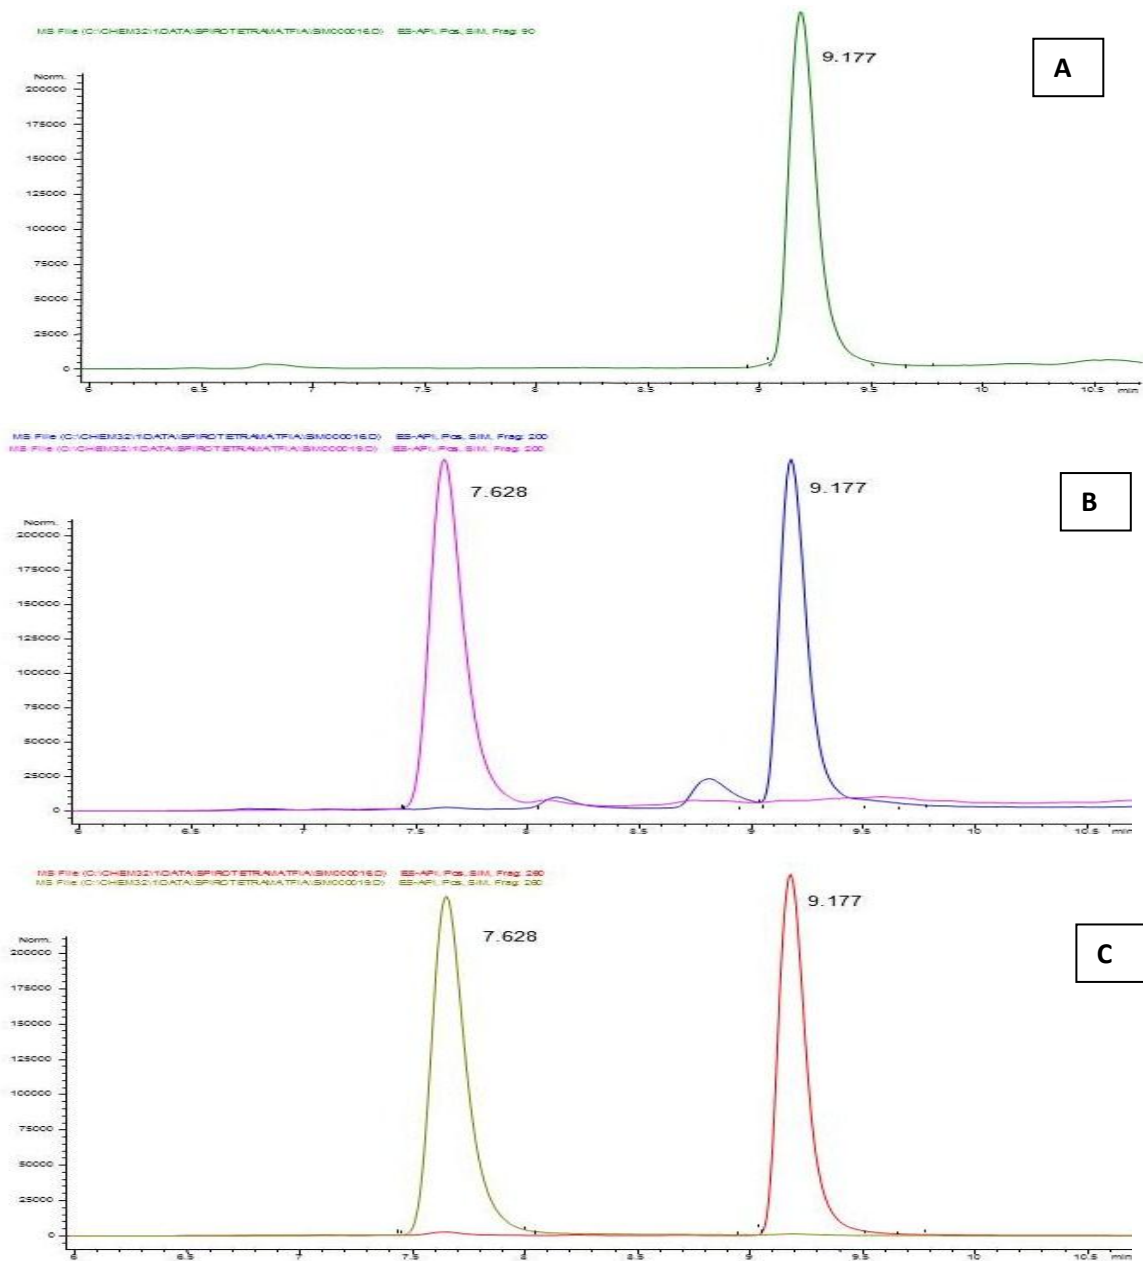 MS File (C:\CHEM32\1\DATA\SPIROTETRAMATFIA\SIM000016.D) ES-API, Pos, SIM, Frag: 90
9.177
A
Norm.
200000
175000
150000
125000
100000
75000
50000
25000
0
6 6.5 7 7.5 8 8.5 9 9.5 10 10.5 min
MS File (C:\CHEM32\1\DATA\SPIROTETRAMATFIA\SIM000016.D) ES-API, Pos, SIM, Frag: 200
MS File (C:\CHEM32\1\DATA\SPIROTETRAMATFIA\SIM000019.D) ES-API, Pos, SIM, Frag: 200
7.628
9.177
B
Norm.
200000
175000
150000
125000
100000
75000
50000
25000
0
6 6.5 7 7.5 8 8.5 9 9.5 10 10.5 min
MS File (C:\CHEM32\1\DATA\SPIROTETRAMATFIA\SIM000016.D) ES-API, Pos, SIM, Frag: 260
MS File (C:\CHEM32\1\DATA\SPIROTETRAMATFIA\SIM000019.D) ES-API, Pos, SIM, Frag: 260
7.628
9.177
C
Norm.
200000
175000
150000
125000
100000
75000
50000
25000
0
6 6.5 7 7.5 8 8.5 9 9.5 10 10.5 min